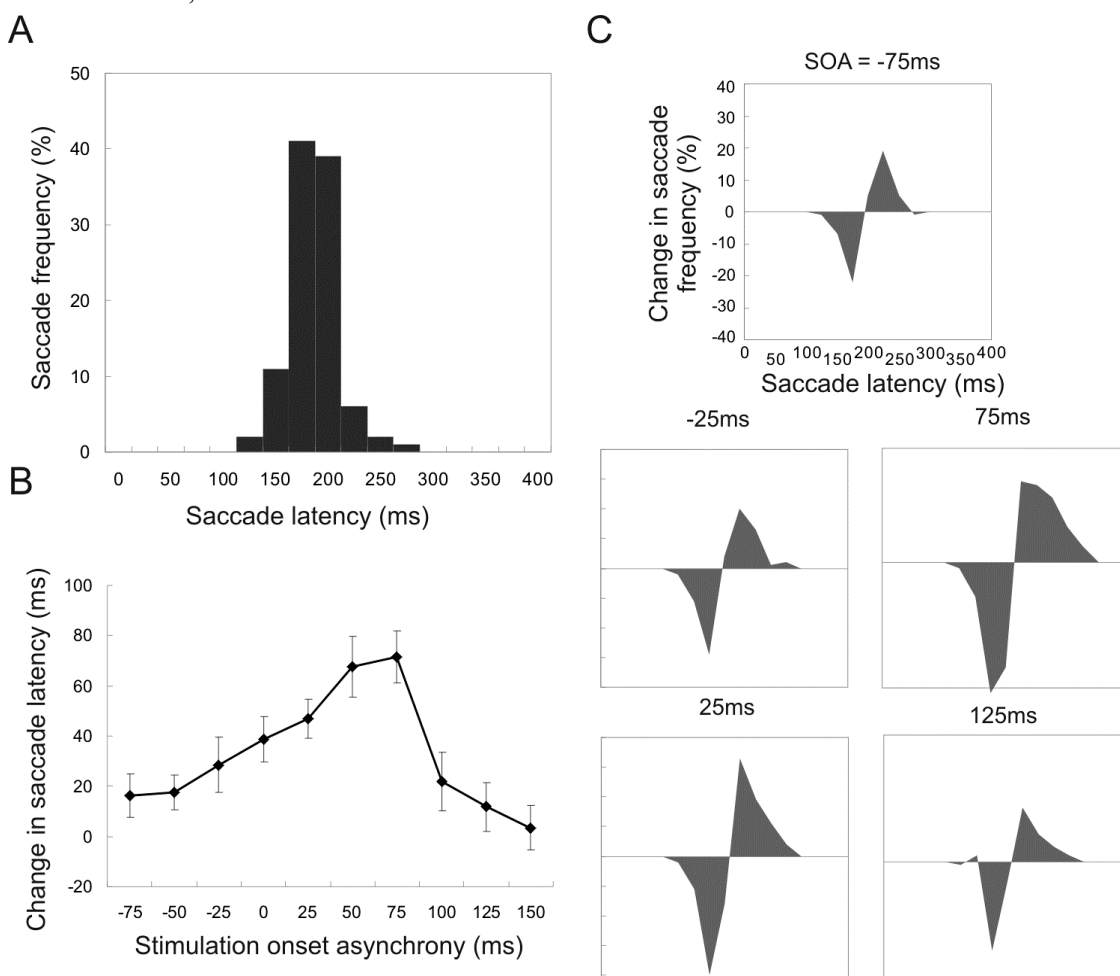 A
50
40
30
20
10
0
Saccade frequency (%)
0 50 100 150 200 250 300 350 400
Saccade latency (ms)
B
100
80
60
40
20
0
-20
Change in saccade latency (ms)
-75 -50 -25 0 25 50 75 100 125 150
Stimulation onset asynchrony (ms)
C
SOA = -75ms
40
30
20
10
0
-10
-20
-30
-40
Change in saccade
frequency (%)
0 50 100 150 200 250 300 350 400
Saccade latency (ms)
-25ms
75ms
25ms
125ms